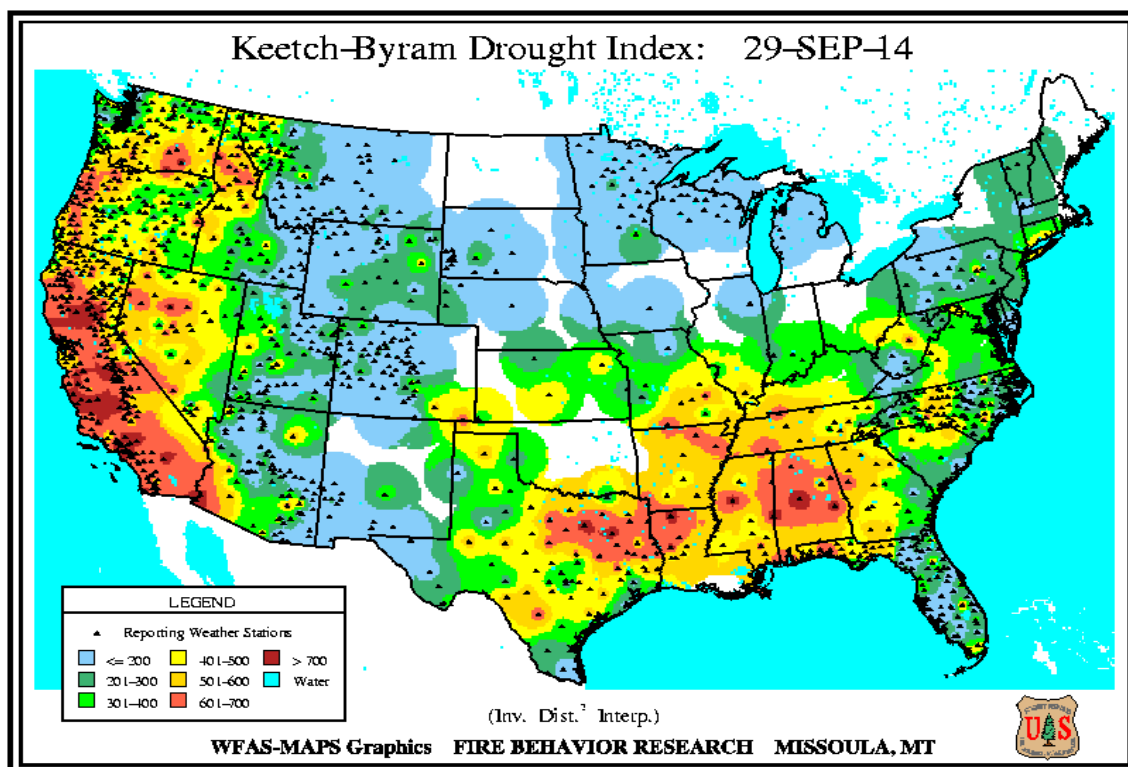 Keetch-Byram Drought Index: 29-SEP-14
LEGEND
Reporting Weather Stations
<= 200
401-500
> 700
201-300
501-600
Water
301-400
601-700
(Inv. Dist.² Interp.)
WFAS-MAPS Graphics FIRE BEHAVIOR RESEARCH MISSOULA, MT
U S